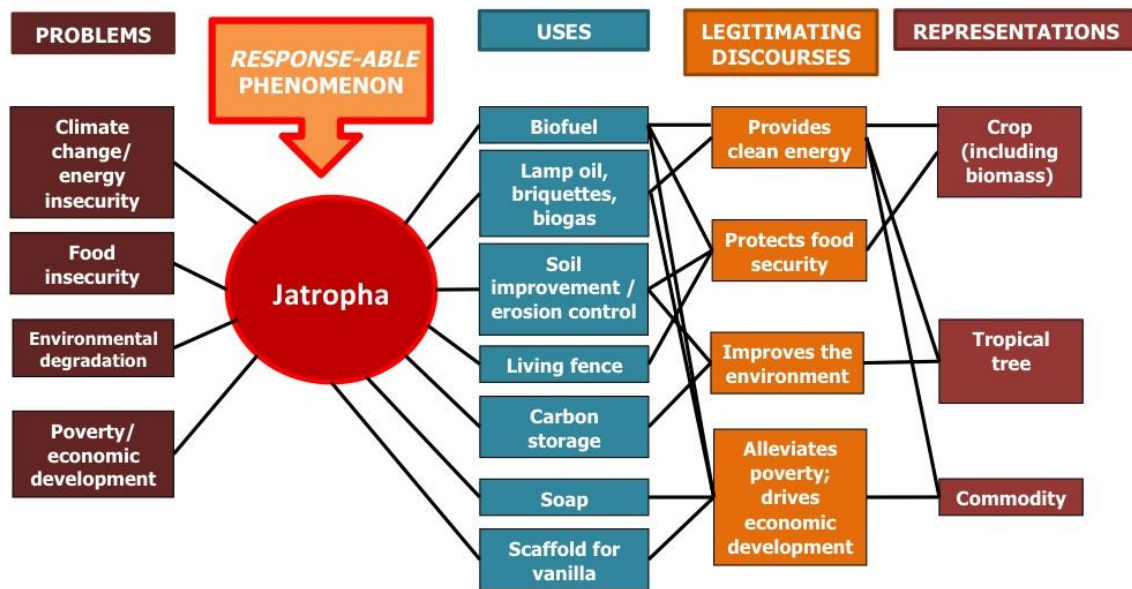 PROBLEMS
RESPONSE-ABLE
PHENOMENON
USES
LEGITIMATING
DISCOURSES
REPRESENTATIONS
Climate
change/
energy
insecurity
Food
insecurity
Environmental
degradation
Poverty/
economic
development
Jatropha
Biofuel
Lamp oil,
briquettes,
biogas
Soil
improvement /
erosion control
Living fence
Carbon
storage
Soap
Scaffold for
vanilla
Provides
clean energy
Protects food
security
Improves the
environment
Alleviates
poverty;
drives
economic
development
Crop
(including
biomass)
Tropical
tree
Commodity